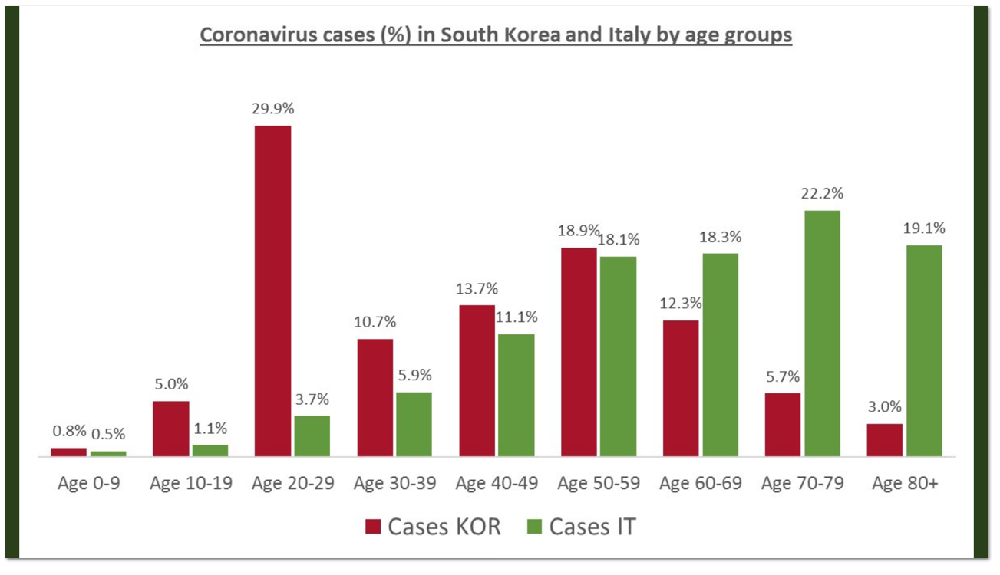 Coronavirus cases (%) in South Korea and Italy by age groups
29.9%
22.2%
18.9%
18.1%
18.3%
19.1%
13.7%
11.1%
12.3%
10.7%
5.9%
5.0%
3.7%
5.7%
3.0%
0.8%
0.5%
1.1%
Age 0-9
Age 10-19
Age 20-29
Age 30-39
Age 40-49
Age 50-59
Age 60-69
Age 70-79
Age 80+
Cases KOR
Cases IT